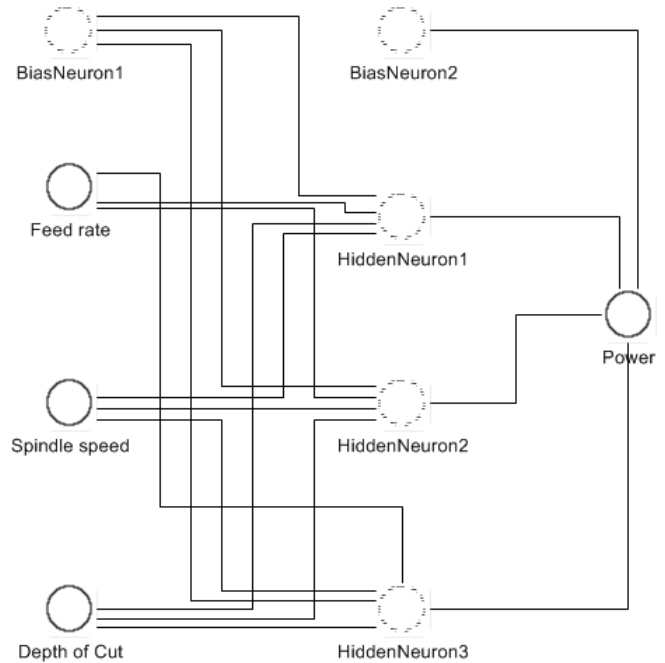 BiasNeuron1
BiasNeuron2
Feed rate
HiddenNeuron1
Power
Spindle speed
HiddenNeuron2
Depth of Cut
HiddenNeuron3